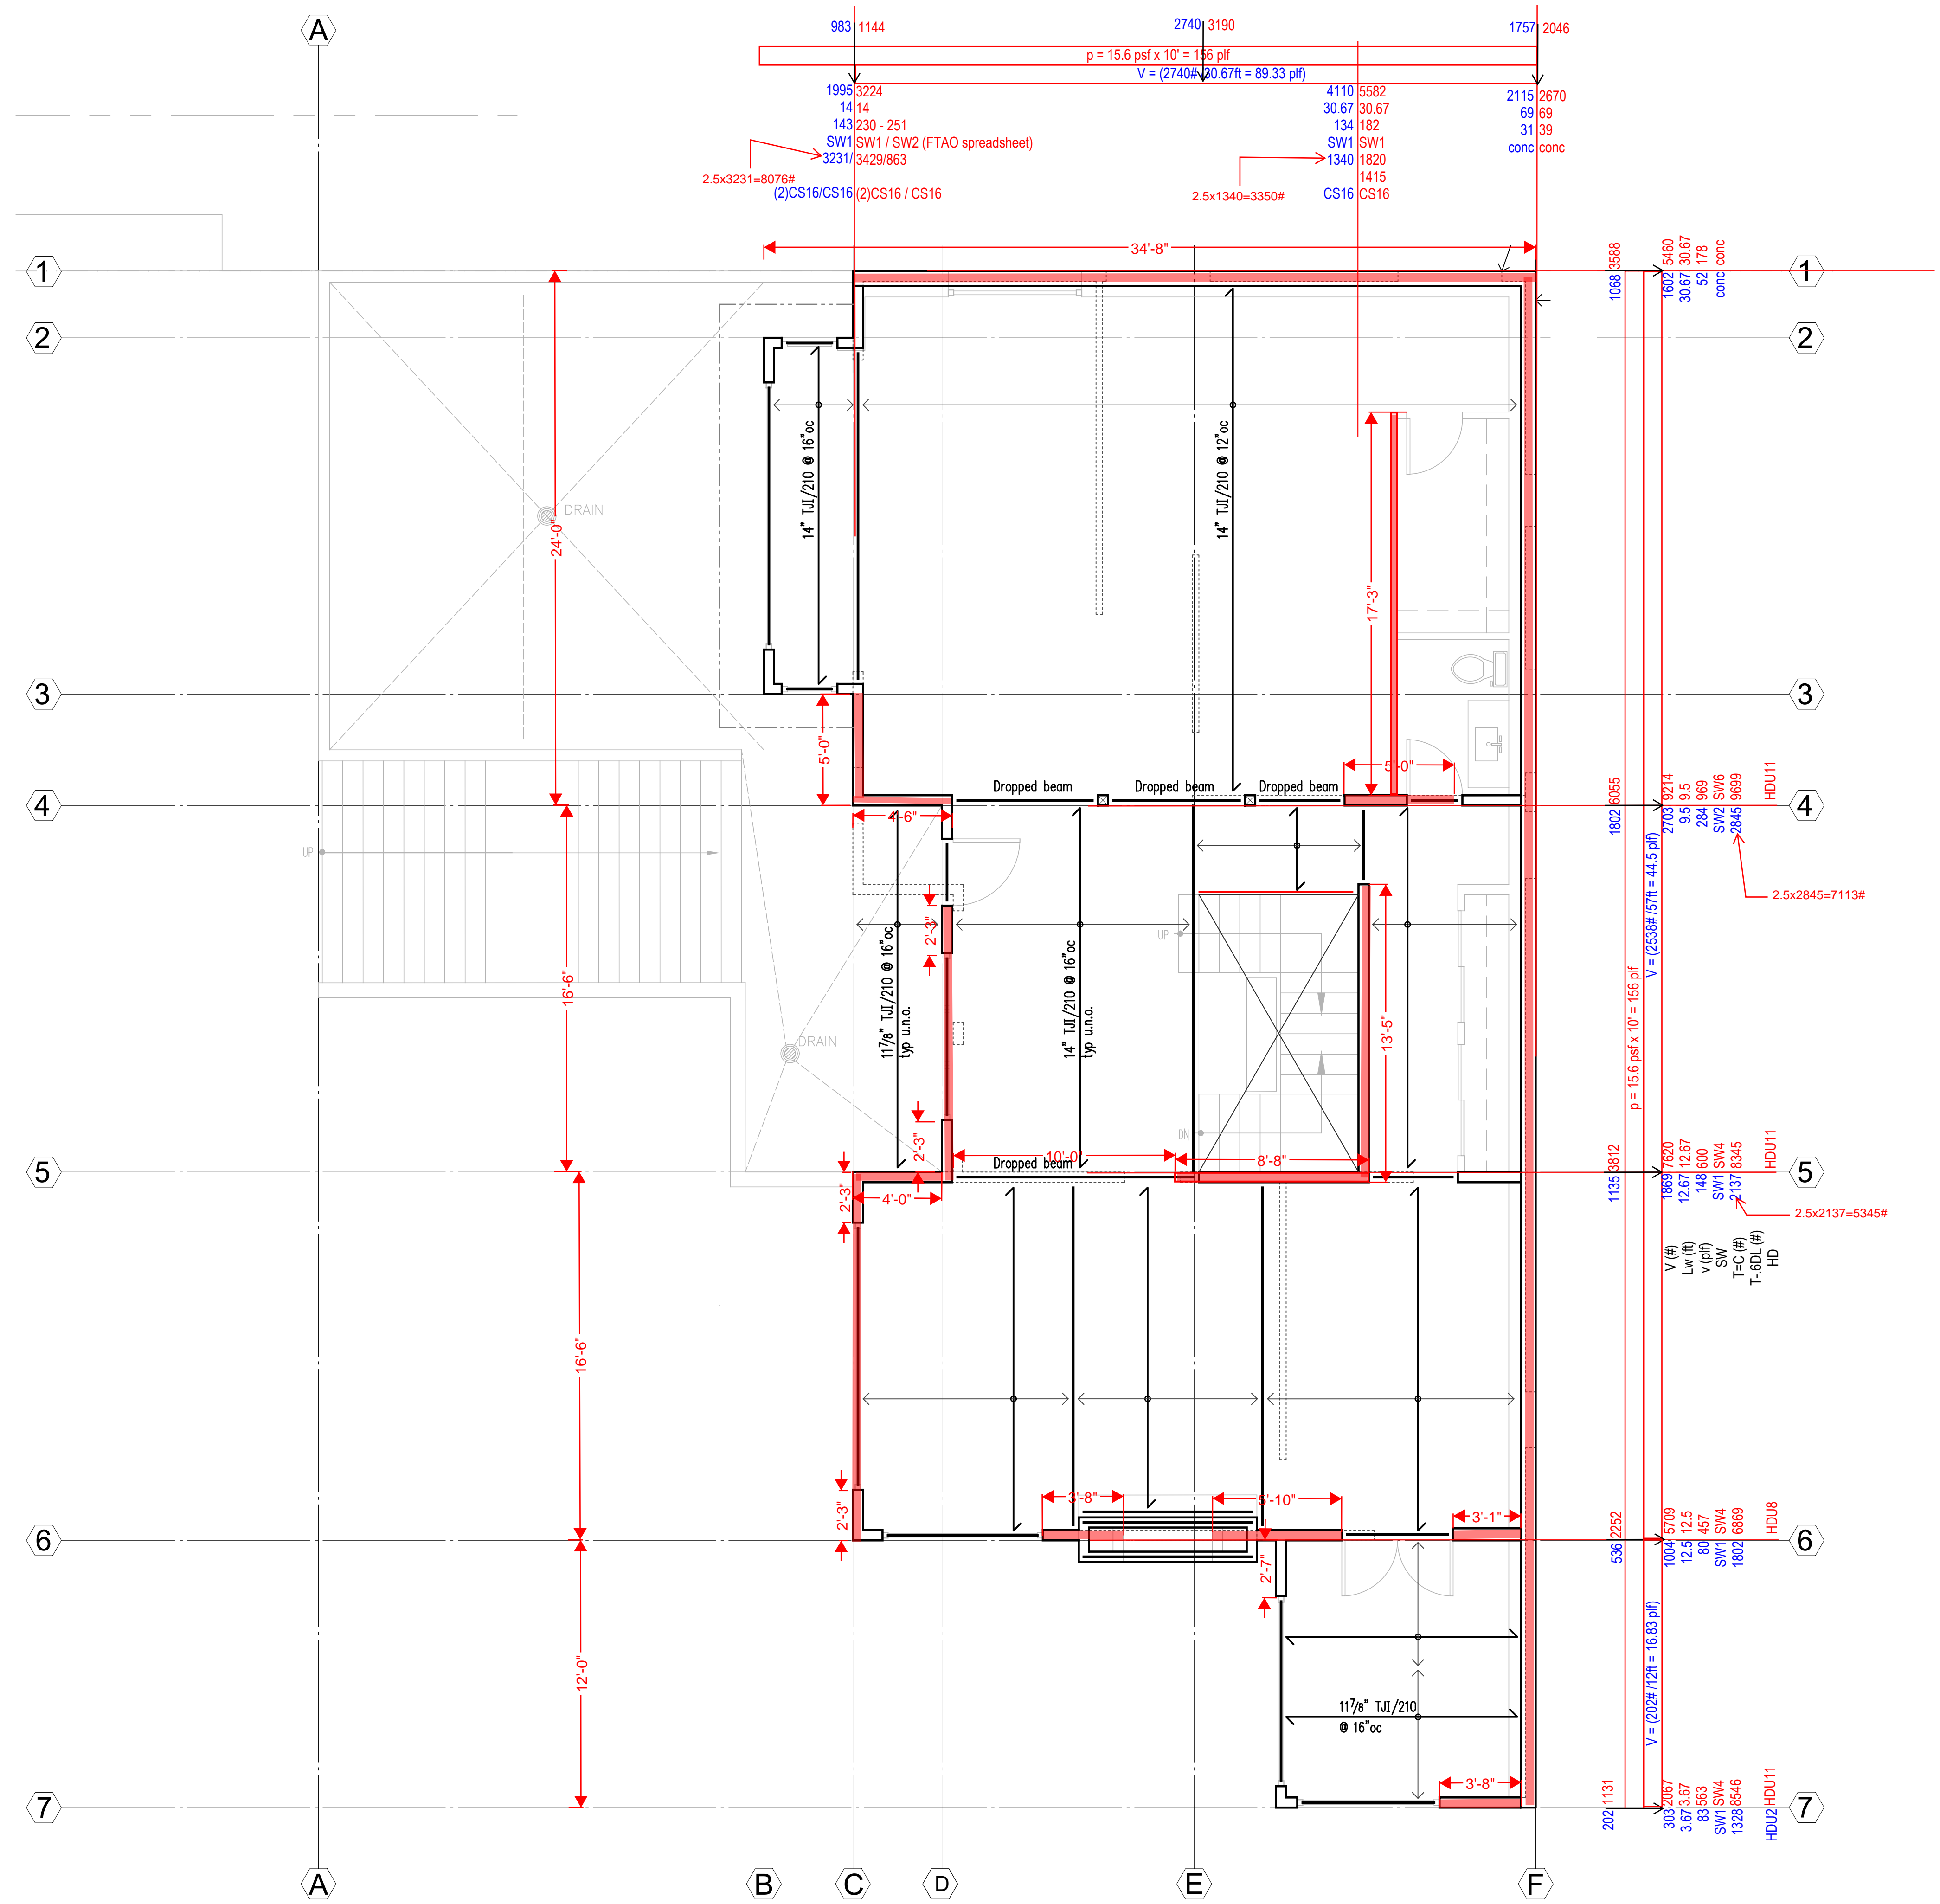 A
983 1144
2740 3190
1757 2046
p = 15.6 psf x 10' = 156 plf
V = (2740# /30.67ft = 89.33 plf)
1995 3224
14 14
143 230 - 251
SW1 SW1 / SW2 (FTAO spreadsheet)
3231/ 3429/863
2.5x3231=8076#
(2)CS16/CS16 (2)CS16 / CS16
4110 5582
30.67 30.67
134 182
SW1 SW1
1340 1820
1415
2.5x1340=3350#
CS16 CS16
2115 2670
69 69
31 39
conc conc
34'-8"
1
1
1068 3588
1602 5460
30.67 30.67
52 178
conc conc
2
2
14" TJI/210 @ 16"oc
14" TJI/210 @ 12"oc
DRAIN
24'-0"
17'-3"
3
3
5'-0"
5'-0"
Dropped beam
Dropped beam
Dropped beam
4
4
4'-6"
1802 6055
2703 9214
9.5 9.5
284 969
SW2 SW6
2845 9699
HDU11
2.5x2845=7113#
V = (2538# /57ft = 44.5 plf)
p = 15.6 psf x 10' = 156 plf
UP
2'-3"
UP
11⅞" TJI/210 @ 16"oc
typ u.n.o.
14" TJI/210 @ 16"oc
typ u.n.o.
16'-6"
DRAIN
13'-5"
DN
2'-3"
10'-0"
Dropped beam
8'-8"
5
5
1135 3812
1869 7620
12.67 12.67
148 600
SW1 SW4
2137 8345
HDU11
2.5x2137=5345#
2'-3"
4'-0"
V (#)
Lw (ft)
v (plf)
SW
T=C (#)
T-.6DL (#)
HD
16'-6"
2'-3"
3'-8"
5'-10"
3'-1"
6
6
536 2252
1004 5709
12.5 12.5
80 457
SW1 SW4
1802 6869
HDU8
2'-7"
12'-0"
V = (202# /12ft = 16.83 plf)
11⅞" TJI/210
@ 16"oc
3'-8"
7
7
202 1131
303 2067
3.67 3.67
83 563
SW1 SW4
1328 8546
HDU2 HDU11
A
B
C
D
E
F